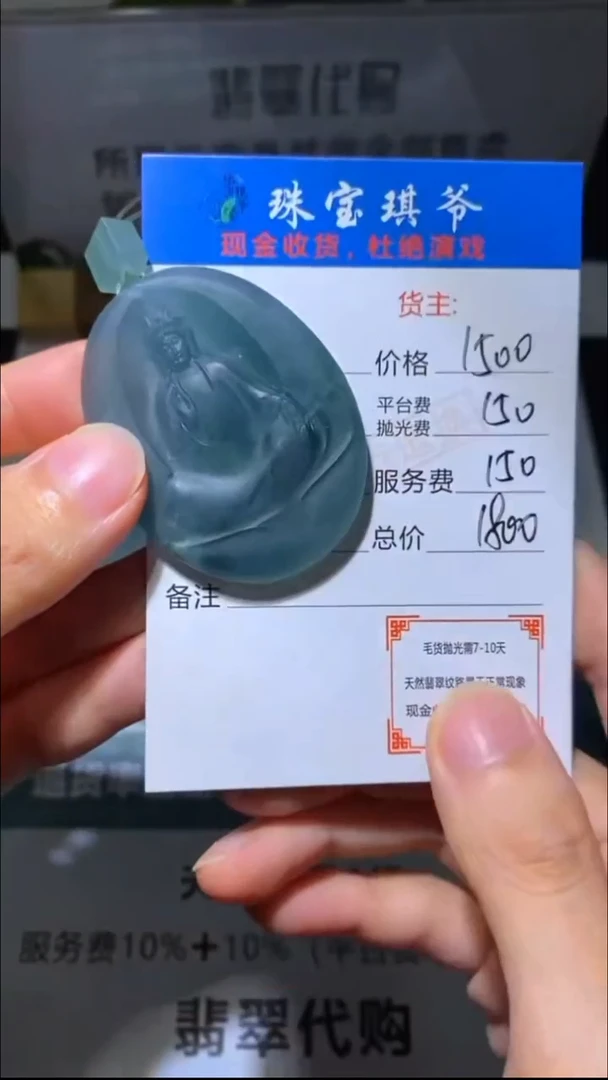 翡翠代购
珠宝琪爷
现金收货，杜绝演戏
货主:
价格 1500
平台费
抛光费 150
服务费 150
总价 1800
备注
毛货抛光需7-10天
天然翡翠纹路属于正常现象
现金
服务费10%+10%
翡翠代购